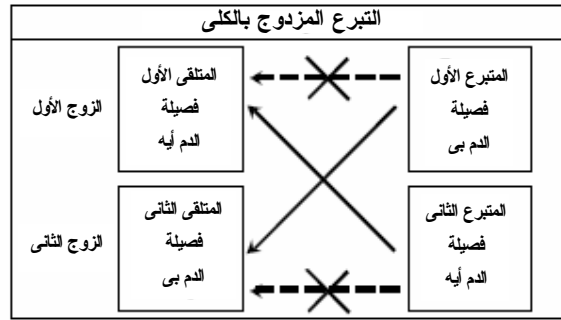 التبرع المزدوج بالكلى
المتبرع الأول
فصيلة
الدم بى
المتلقى الأول
فصيلة
الدم أيه
الزوج الأول
المتبرع الثانى
فصيلة
الدم أيه
المتلقى الثانى
فصيلة
الدم بى
الزوج الثانى